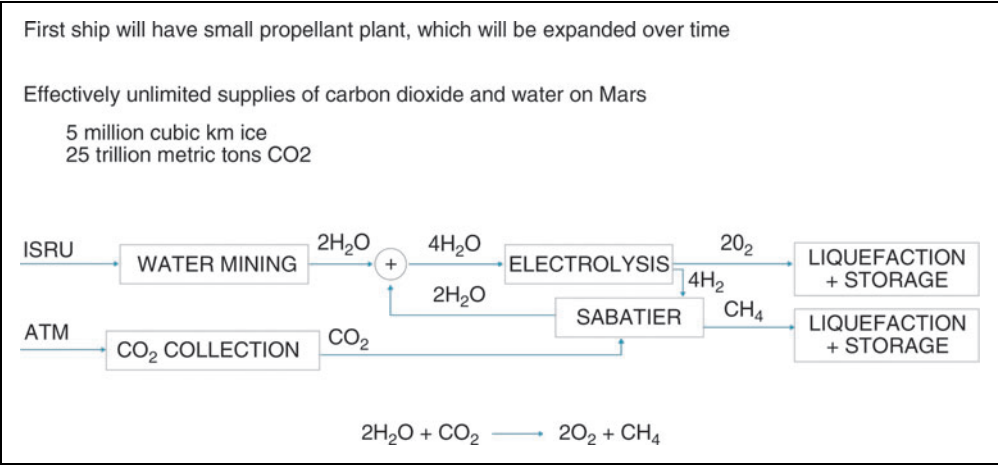 First ship will have small propellant plant, which will be expanded over time
Effectively unlimited supplies of carbon dioxide and water on Mars
5 million cubic km ice
25 trillion metric tons CO2
ISRU
WATER MINING
2H₂O
+
4H₂O
ELECTROLYSIS
20₂
LIQUEFACTION
+ STORAGE
4H₂
2H₂O
SABATIER
CH₄
LIQUEFACTION
+ STORAGE
ATM
CO₂ COLLECTION
CO₂
2H₂O + CO₂ → 2O₂ + CH₄